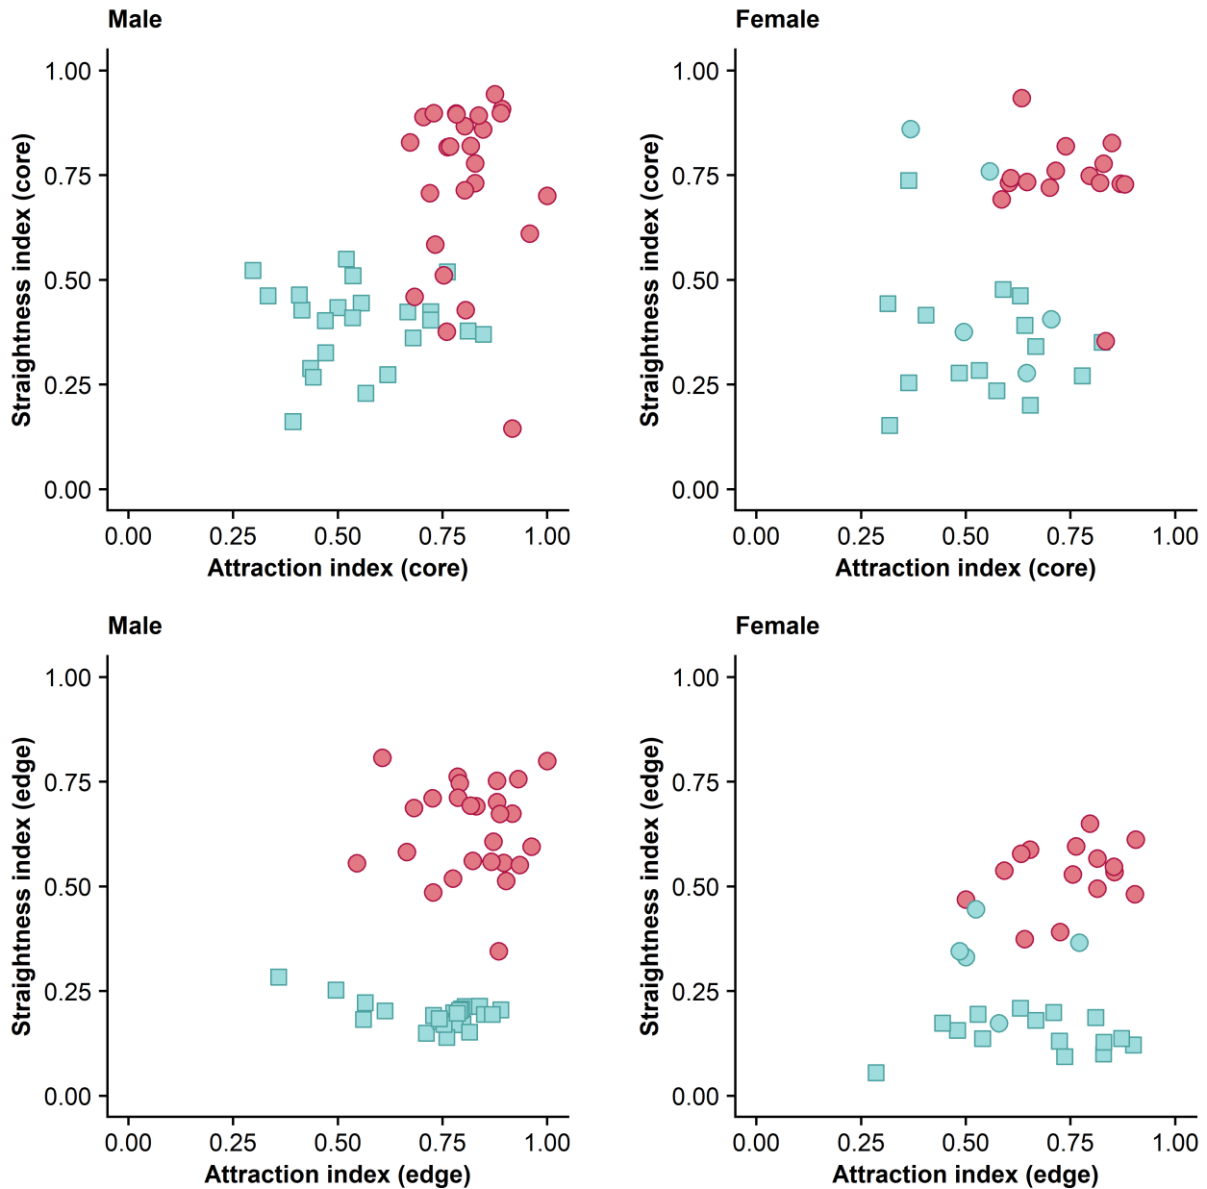 Male
1.00
0.75
0.50
0.25
0.00
Straightness index (core)
0.00 0.25 0.50 0.75 1.00
Attraction index (core)
Female
1.00
0.75
0.50
0.25
0.00
Straightness index (core)
0.00 0.25 0.50 0.75 1.00
Attraction index (core)
Male
1.00
0.75
0.50
0.25
0.00
Straightness index (edge)
0.00 0.25 0.50 0.75 1.00
Attraction index (edge)
Female
1.00
0.75
0.50
0.25
0.00
Straightness index (edge)
0.00 0.25 0.50 0.75 1.00
Attraction index (edge)